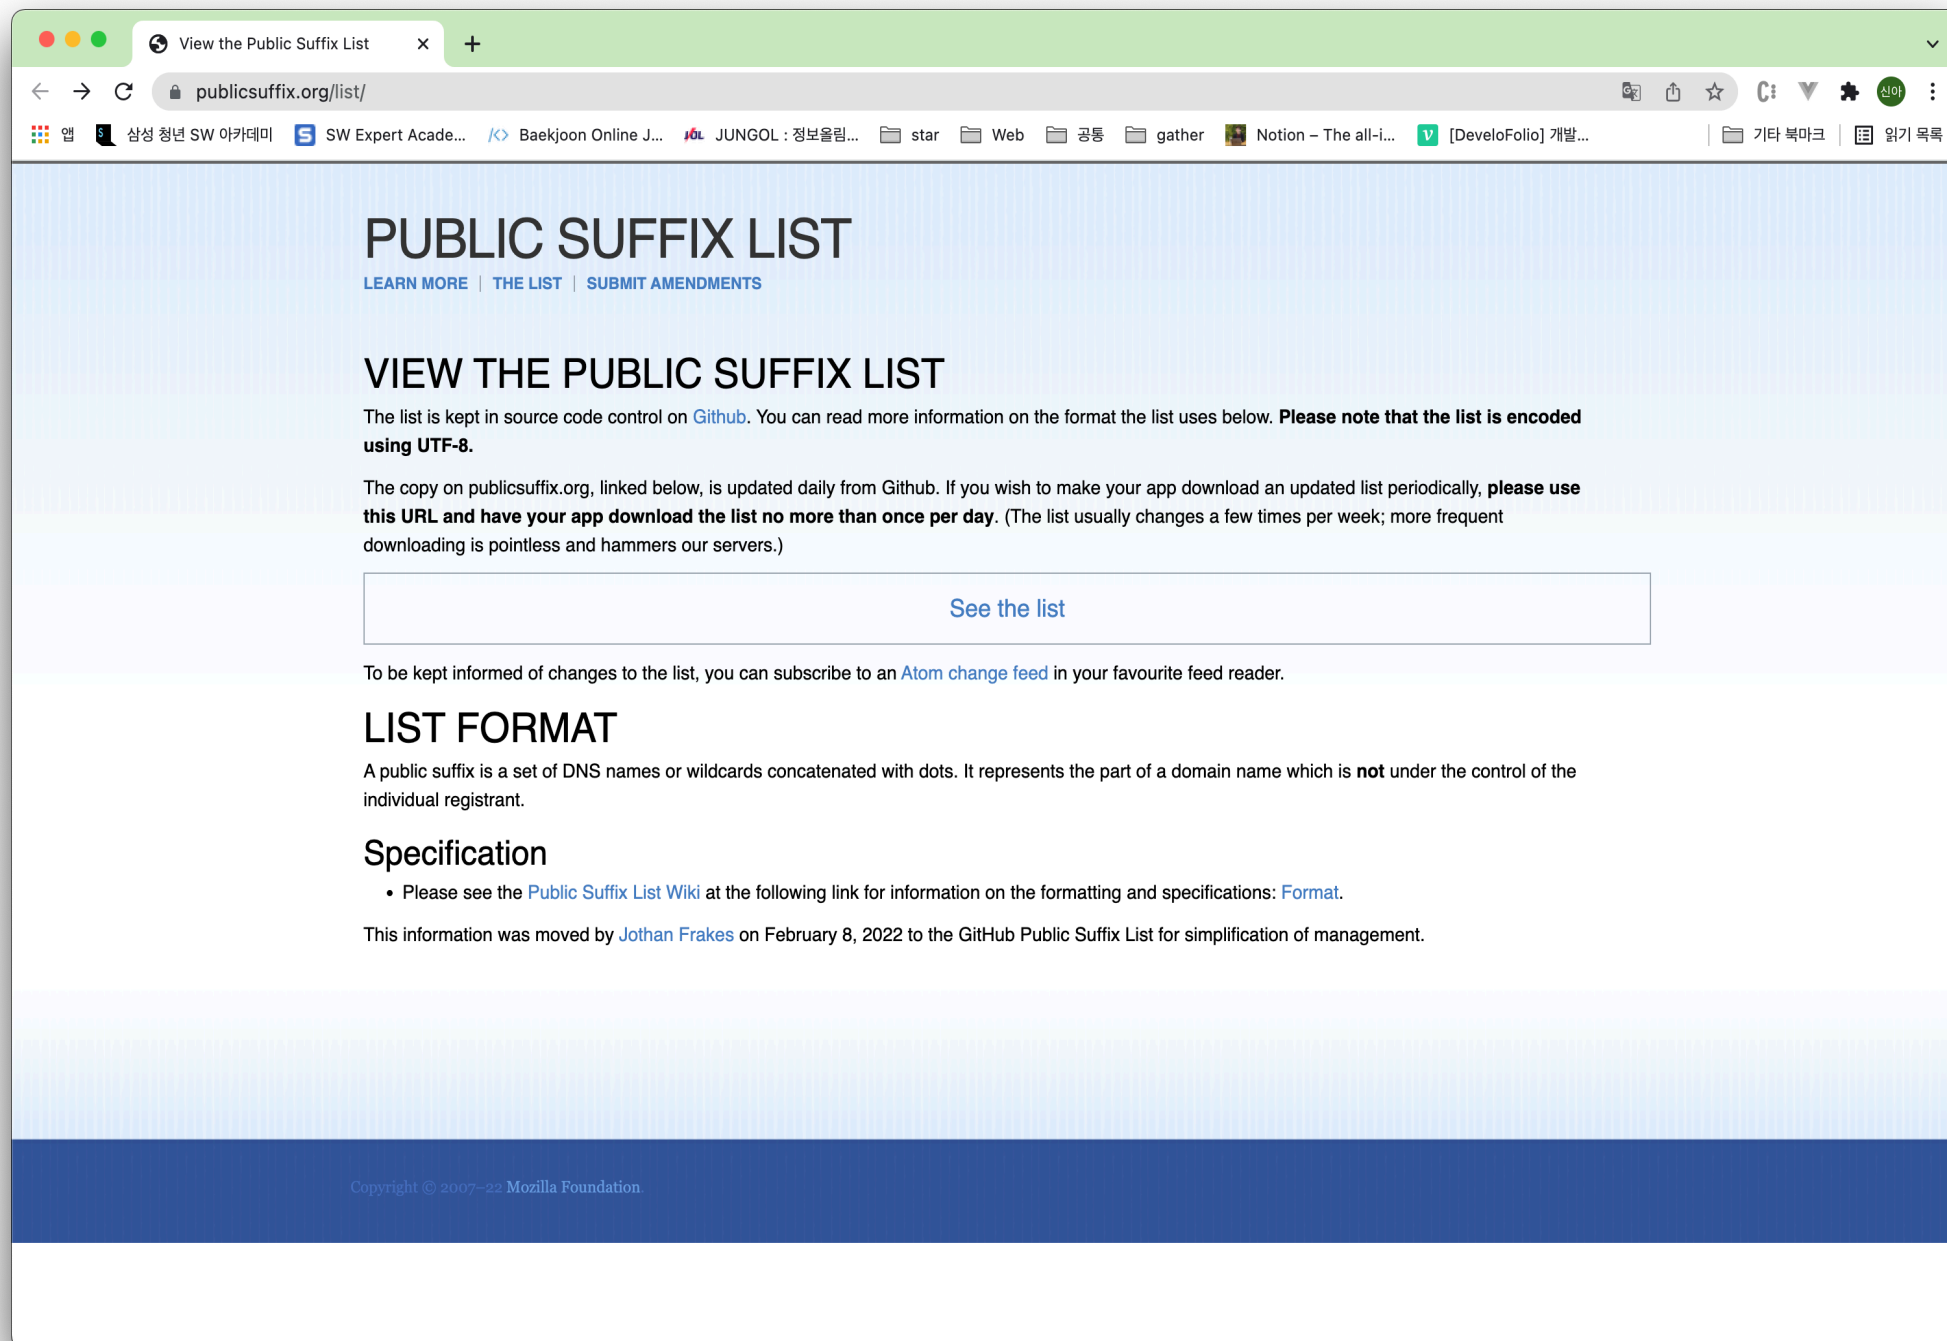 View the Public Suffix List
publicsuffix.org/list/
신아
앱 삼성 청년 SW 아카데미 SW Expert Acade... Baekjoon Online J... JUNGOL : 정보올림... star Web 공통 gather Notion – The all-i... [DeveloFolio] 개발... 기타 북마크 읽기 목록
PUBLIC SUFFIX LIST
LEARN MORE | THE LIST | SUBMIT AMENDMENTS
VIEW THE PUBLIC SUFFIX LIST
The list is kept in source code control on Github. You can read more information on the format the list uses below. Please note that the list is encoded
using UTF-8.
The copy on publicsuffix.org, linked below, is updated daily from Github. If you wish to make your app download an updated list periodically, please use
this URL and have your app download the list no more than once per day. (The list usually changes a few times per week; more frequent
downloading is pointless and hammers our servers.)
See the list
To be kept informed of changes to the list, you can subscribe to an Atom change feed in your favourite feed reader.
LIST FORMAT
A public suffix is a set of DNS names or wildcards concatenated with dots. It represents the part of a domain name which is not under the control of the
individual registrant.
Specification
• Please see the Public Suffix List Wiki at the following link for information on the formatting and specifications: Format.
This information was moved by Jothan Frakes on February 8, 2022 to the GitHub Public Suffix List for simplification of management.
Copyright © 2007–22 Mozilla Foundation.